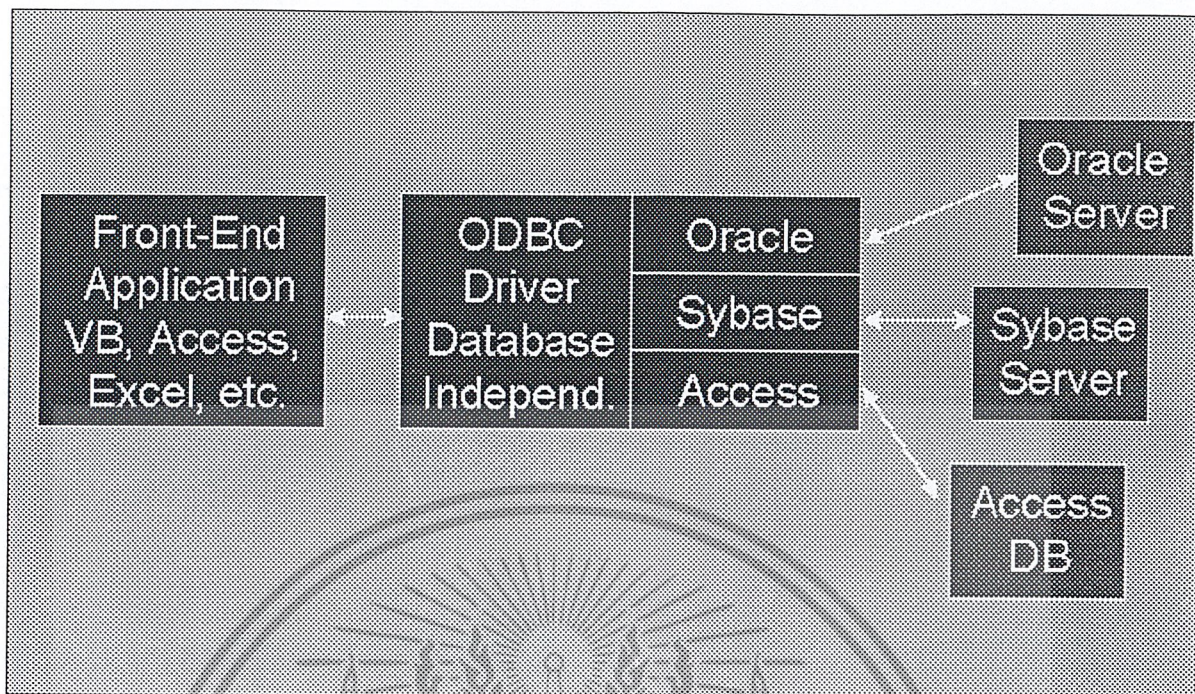 Front-End
Application
VB, Access,
Excel, etc.
ODBC
Driver
Database
Independ.
Oracle
Sybase
Access
Oracle
Server
Sybase
Server
Access
DB